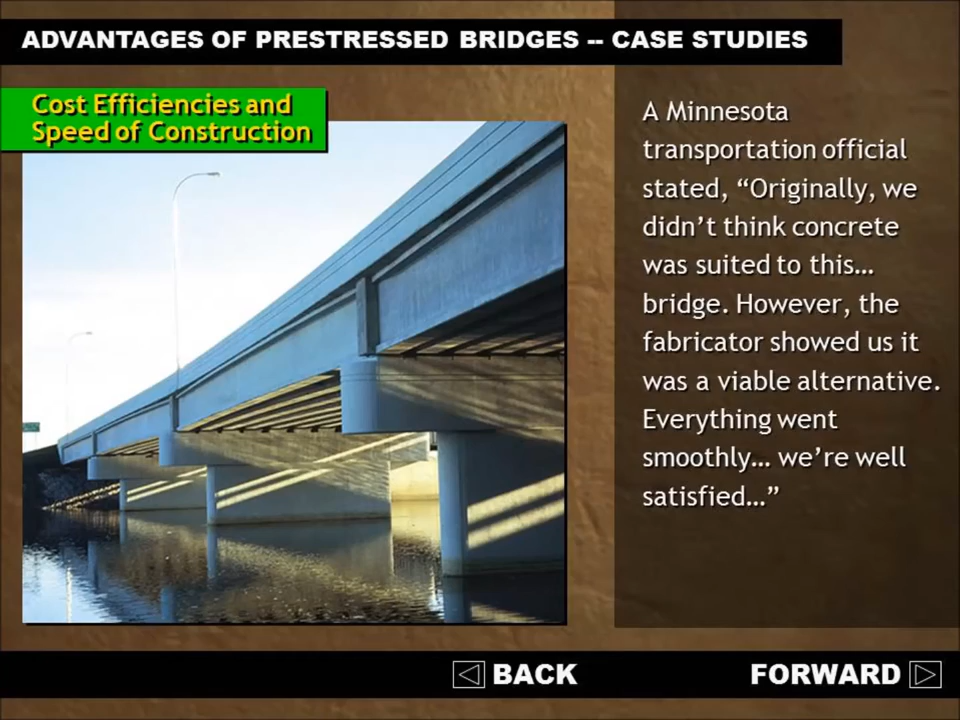 ADVANTAGES OF PRESTRESSED BRIDGES -- CASE STUDIES
Cost Efficiencies and
Speed of Construction
A Minnesota
transportation official
stated, “Originally, we
didn’t think concrete
was suited to this…
bridge. However, the
fabricator showed us it
was a viable alternative.
Everything went
smoothly… we’re well
satisfied…”
BACK
FORWARD